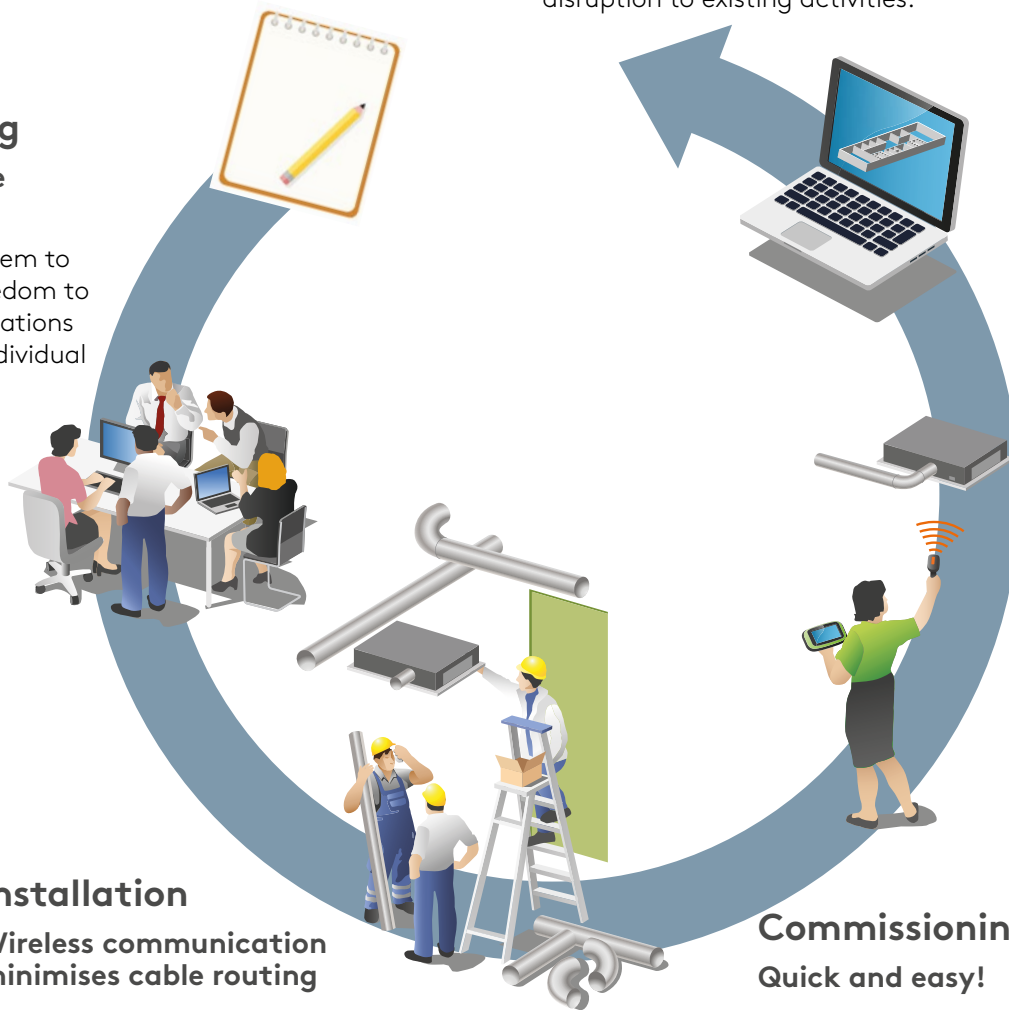 disruption to existing activities.
g
e
em to
edom to
ations
dividual
nstallation
Wireless communication
minimises cable routing
Commissionin
Quick and easy!